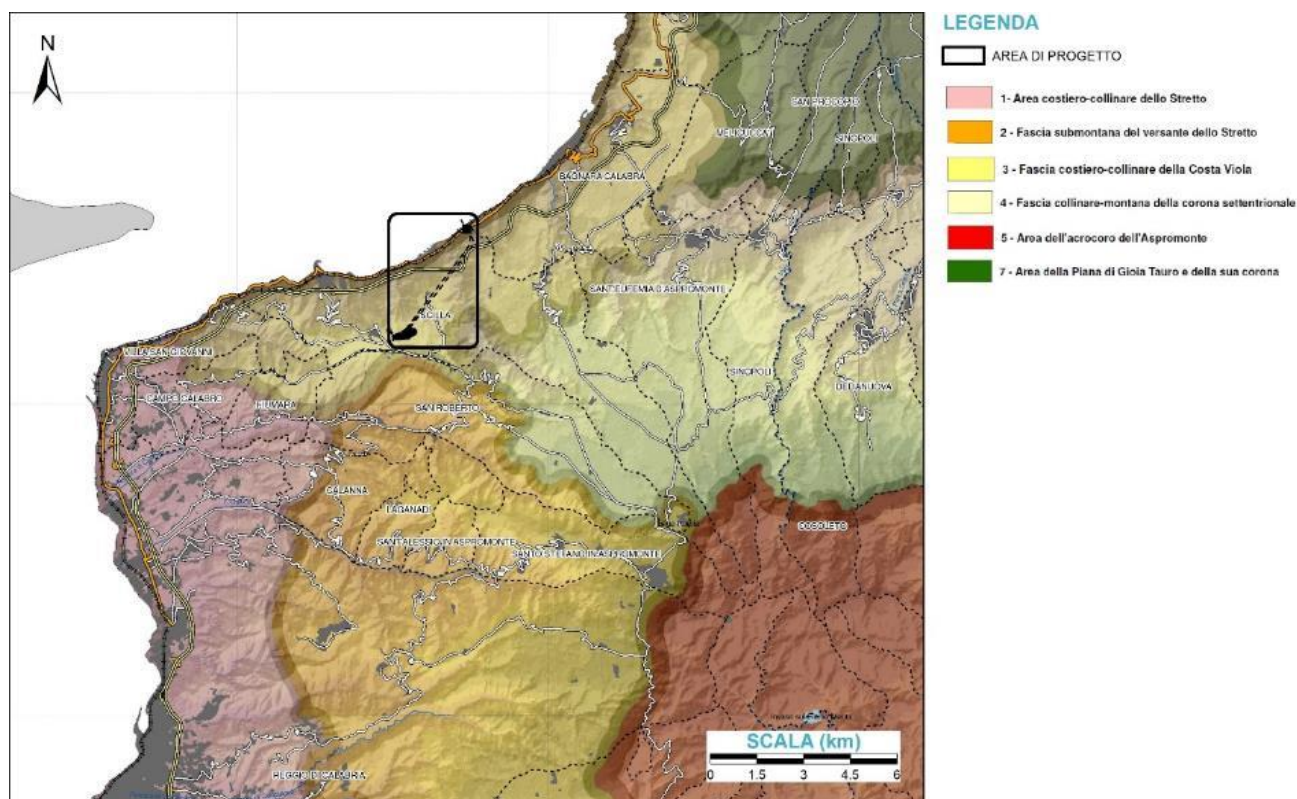 N
SAN PROCOPIO
MELICUCCA'
SINOPOLI
BAGNARA CALABRA
SANT'EUFEMIA D'ASPROMONTE
SCILLA
VILLA SAN GIOVANNI
SINOPOLI
DELIANUOVA
CAMPO CALABRO
FIUMARA
SAN ROBERTO
CALANNA
LAGANADI
SANT'ALESSIO IN ASPROMONTE
SANTO STEFANO IN ASPROMONTE
COSOLETO
REGGIO DI CALABRIA
SCALA (km)
0 1.5 3 4.5 6
LEGENDA
AREA DI PROGETTO
1- Area costiero-collinare dello Stretto
2 - Fascia submontana del versante dello Stretto
3 - Fascia costiero-collinare della Costa Viola
4 - Fascia collinare-montana della corona settentrionale
5 - Area dell'acrocoro dell'Aspromonte
7 - Area della Piana di Gioia Tauro e della sua corona